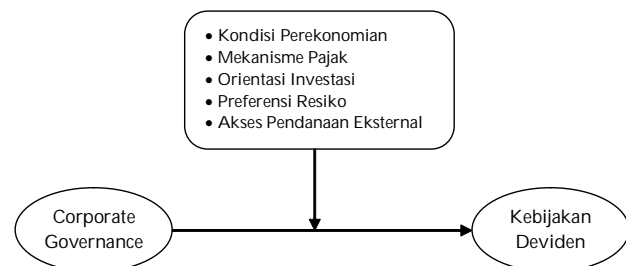 • Kondisi Perekonomian
• Mekanisme Pajak
• Orientasi Investasi
• Preferensi Resiko
• Akses Pendanaan Eksternal
Corporate
Governance
Kebijakan
Deviden